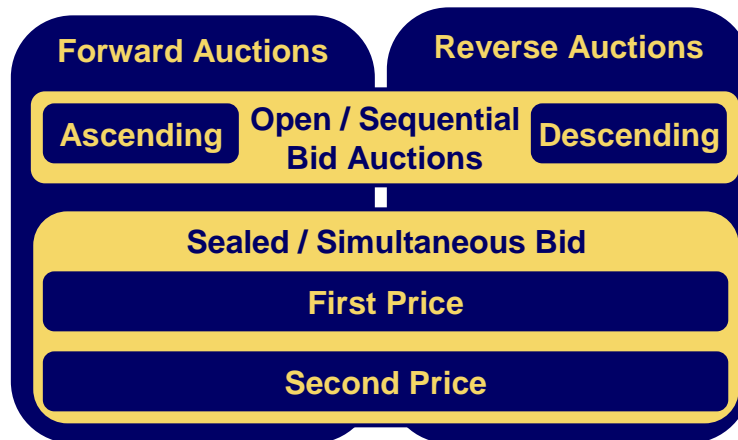 Forward Auctions
Reverse Auctions
Ascending
Open / Sequential
Bid Auctions
Descending
Sealed / Simultaneous Bid
First Price
Second Price